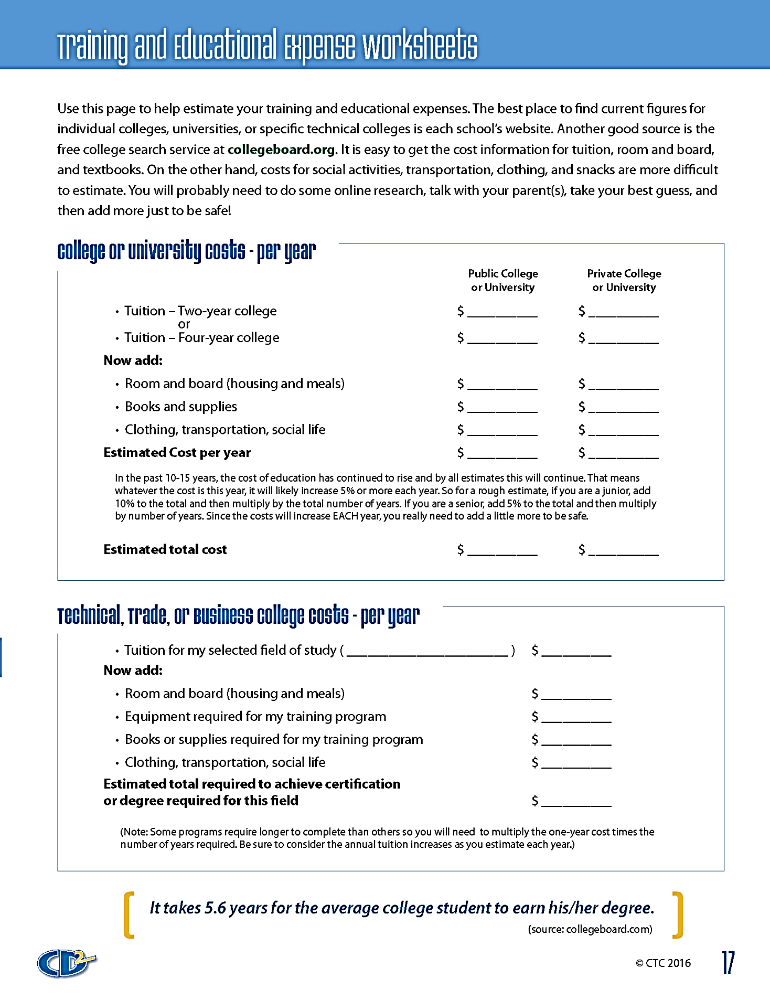 Training and Educational Expense Worksheets
Use this page to help estimate your training and educational expenses. The best place to find current figures for
individual colleges, universities, or specific technical colleges is each school's website. Another good source is the
free college search service at collegeboard.org. It is easy to get the cost information for tuition, room and board,
and textbooks. On the other hand, costs for social activities, transportation, clothing, and snacks are more difficult
to estimate. You will probably need to do some online research, talk with your parent(s), take your best guess, and
then add more just to be safe!
College or University Costs - Per Year
Public College Private College
or University or University
• Tuition – Two-year college $ __________ $ __________
or
• Tuition – Four-year college $ __________ $ __________
Now add:
• Room and board (housing and meals) $ __________ $ __________
• Books and supplies $ __________ $ __________
• Clothing, transportation, social life $ __________ $ __________
Estimated Cost per year $ __________ $ __________
In the past 10-15 years, the cost of education has continued to rise and by all estimates this will continue. That means
whatever the cost is this year, it will likely increase 5% or more each year. So for a rough estimate, if you are a junior, add
10% to the total and then multiply by the total number of years. If you are a senior, add 5% to the total and then multiply
by number of years. Since the costs will increase EACH year, you really need to add a little more to be safe.
Estimated total cost $ __________ $ __________
Technical, Trade, or Business College Costs - Per Year
• Tuition for my selected field of study ( _______________________ ) $ __________
Now add:
• Room and board (housing and meals) $ __________
• Equipment required for my training program $ __________
• Books or supplies required for my training program $ __________
• Clothing, transportation, social life $ __________
Estimated total required to achieve certification
or degree required for this field $ __________
(Note: Some programs require longer to complete than others so you will need to multiply the one-year cost times the
number of years required. Be sure to consider the annual tuition increases as you estimate each year.)
It takes 5.6 years for the average college student to earn his/her degree.
(source: collegeboard.com)
CD2
© CTC 2016 17